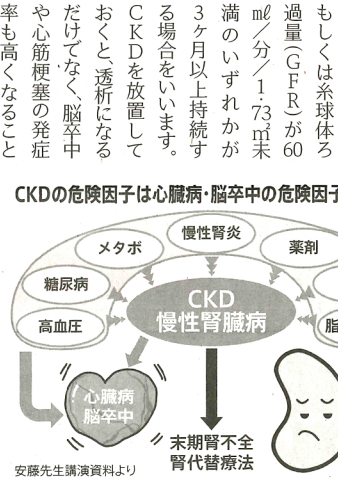 もしくは糸球体ろ
過量(GFR)が60
㎖/分/1・73㎡未
満のいずれかが
3ヶ月以上持続す
る場合をいいます。
CKDを放置して
おくと、透析になる
だけでなく、脳卒中
や心筋梗塞の発症
率も高くなること
CKDの危険因子は心臓病・脳卒中の危険因子
慢性腎炎
メタボ
薬剤
糖尿病
高血圧
脂
CKD
慢性腎臓病
心臓病
脳卒中
末期腎不全
腎代替療法
安藤先生講演資料より